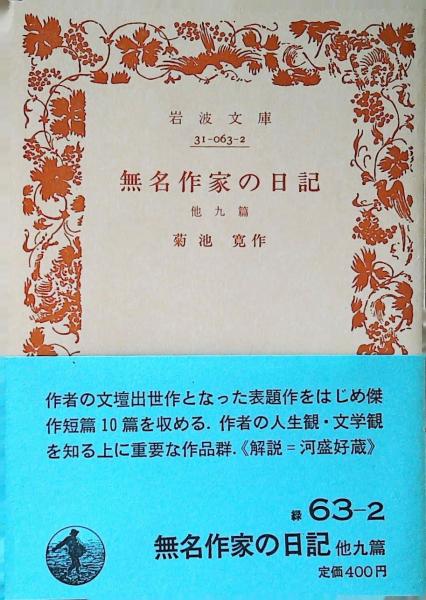 岩波文庫
31-063-2
無名作家の日記
他九篇
菊池 寛作
作者の文壇出世作となった表題作をはじめ傑
作短篇10篇を収める. 作者の人生観・文学観
を知る上に重要な作品群.《解説=河盛好蔵》
緑 63-2
無名作家の日記 他九篇
定価400円